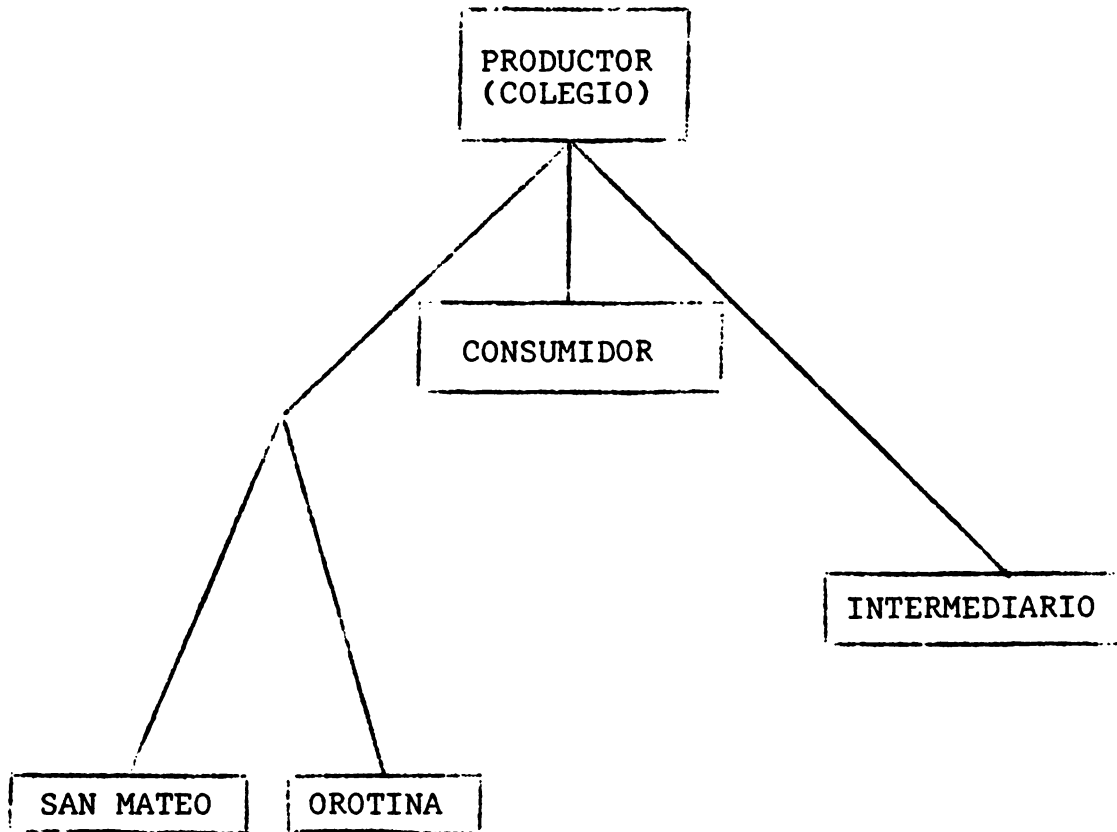 PRODUCTOR
(COLEGIO)
CONSUMIDOR
INTERMEDIARIO
SAN MATEO
OROTINA